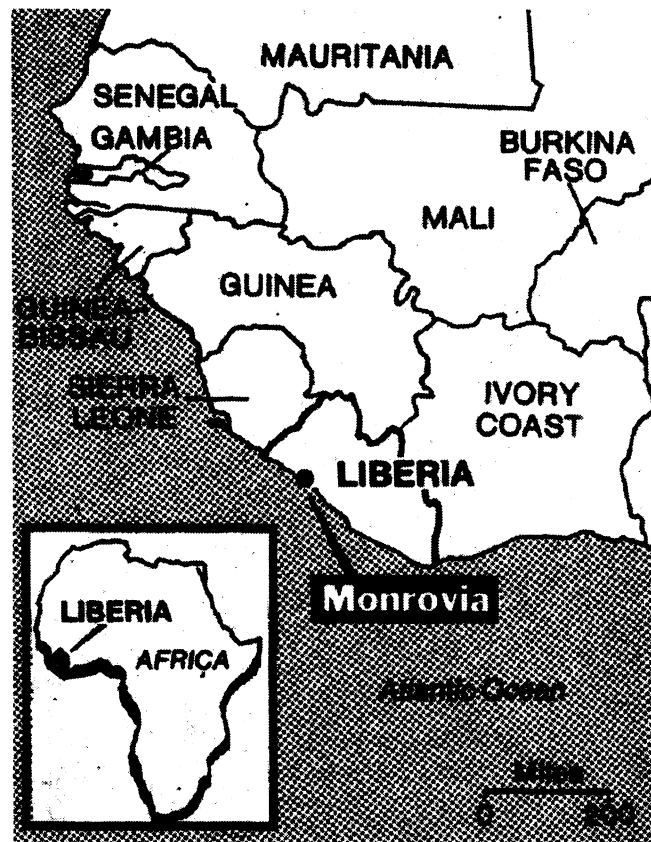 MAURITANIA
SENEGAL
GAMBIA
BURKINA
FASO
MALI
GUINEA
GUINEA-
BISSAU
SIERRA
LEONE
IVORY
COAST
LIBERIA
Monrovia
LIBERIA
AFRICA
Atlantic Ocean
Miles
0 200